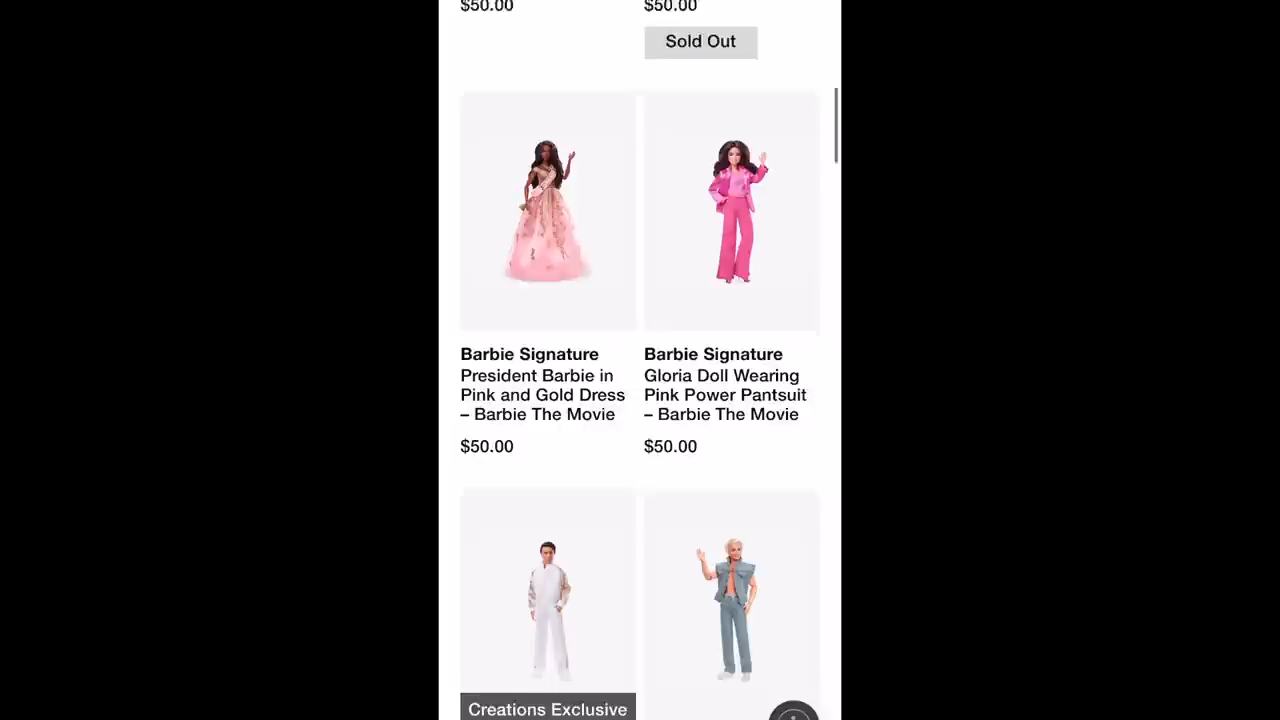 $50.00
$50.00
Sold Out
Barbie Signature
President Barbie in
Pink and Gold Dress
– Barbie The Movie
$50.00
Barbie Signature
Gloria Doll Wearing
Pink Power Pantsuit
– Barbie The Movie
$50.00
Creations Exclusive